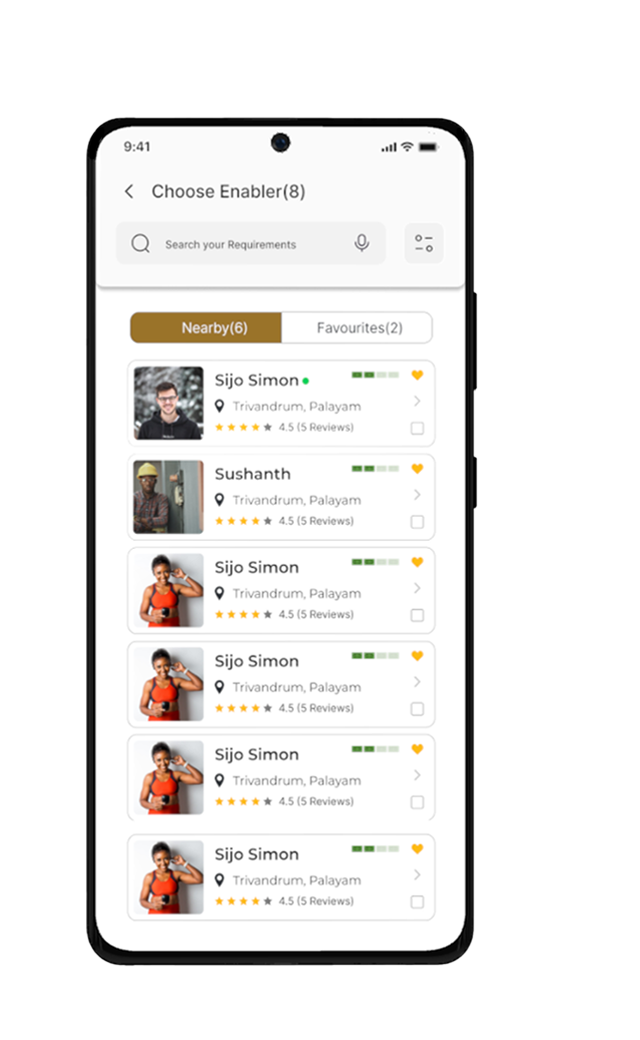 9:41
Choose Enabler(8)
Search your Requirements
Nearby(6) Favourites(2)
Sijo Simon
Trivandrum, Palayam
4.5 (5 Reviews)
Sushanth
Trivandrum, Palayam
4.5 (5 Reviews)
Sijo Simon
Trivandrum, Palayam
4.5 (5 Reviews)
Sijo Simon
Trivandrum, Palayam
4.5 (5 Reviews)
Sijo Simon
Trivandrum, Palayam
4.5 (5 Reviews)
Sijo Simon
Trivandrum, Palayam
4.5 (5 Reviews)